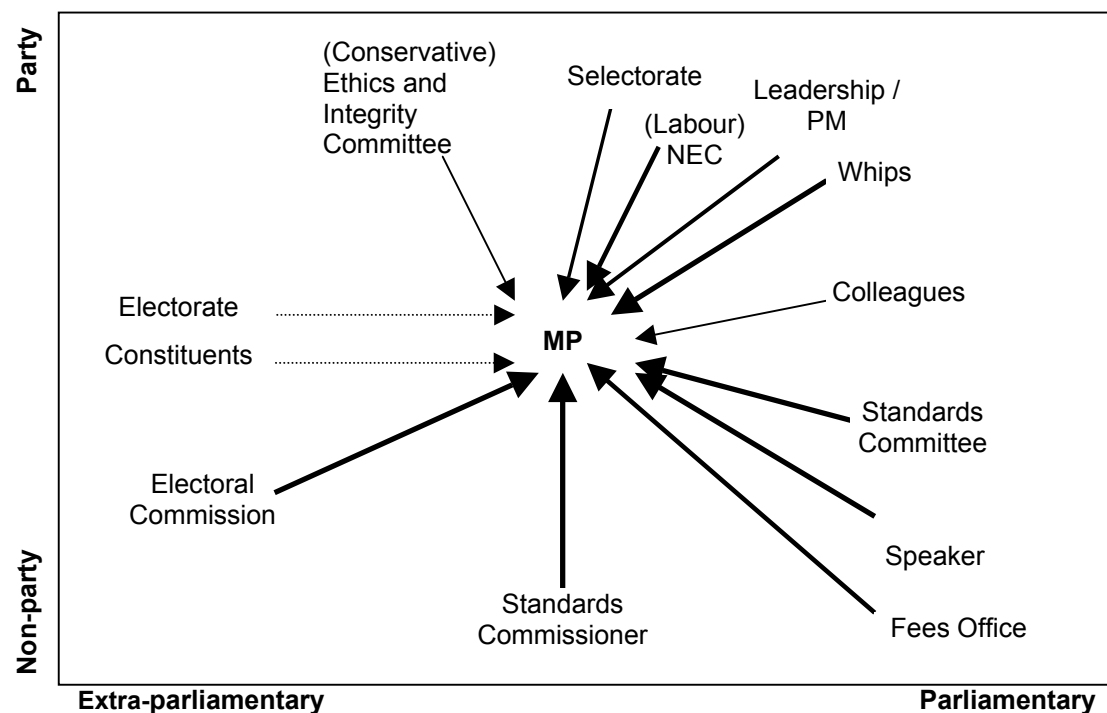 Party
(Conservative)
Ethics and
Integrity
Committee
Selectorate
(Labour)
NEC
Leadership /
PM
Whips
Electorate
Colleagues
MP
Constituents
Standards
Committee
Electoral
Commission
Speaker
Standards
Commissioner
Fees Office
Non-party
Extra-parliamentary
Parliamentary